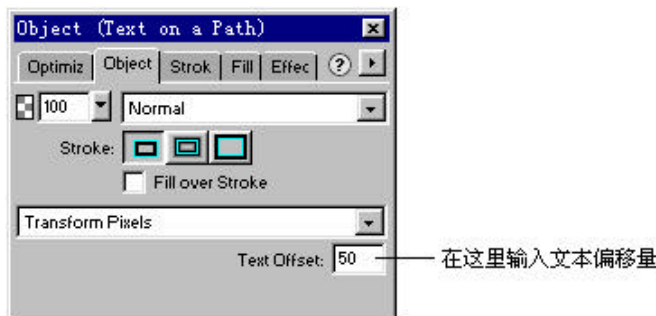 Object (Text on a Path)
Optimiz Object Strok Fill Effec ?
100 Normal
Stroke:
Fill over Stroke
Transform Pixels
Text Offset: 50 在这里输入文本偏移量